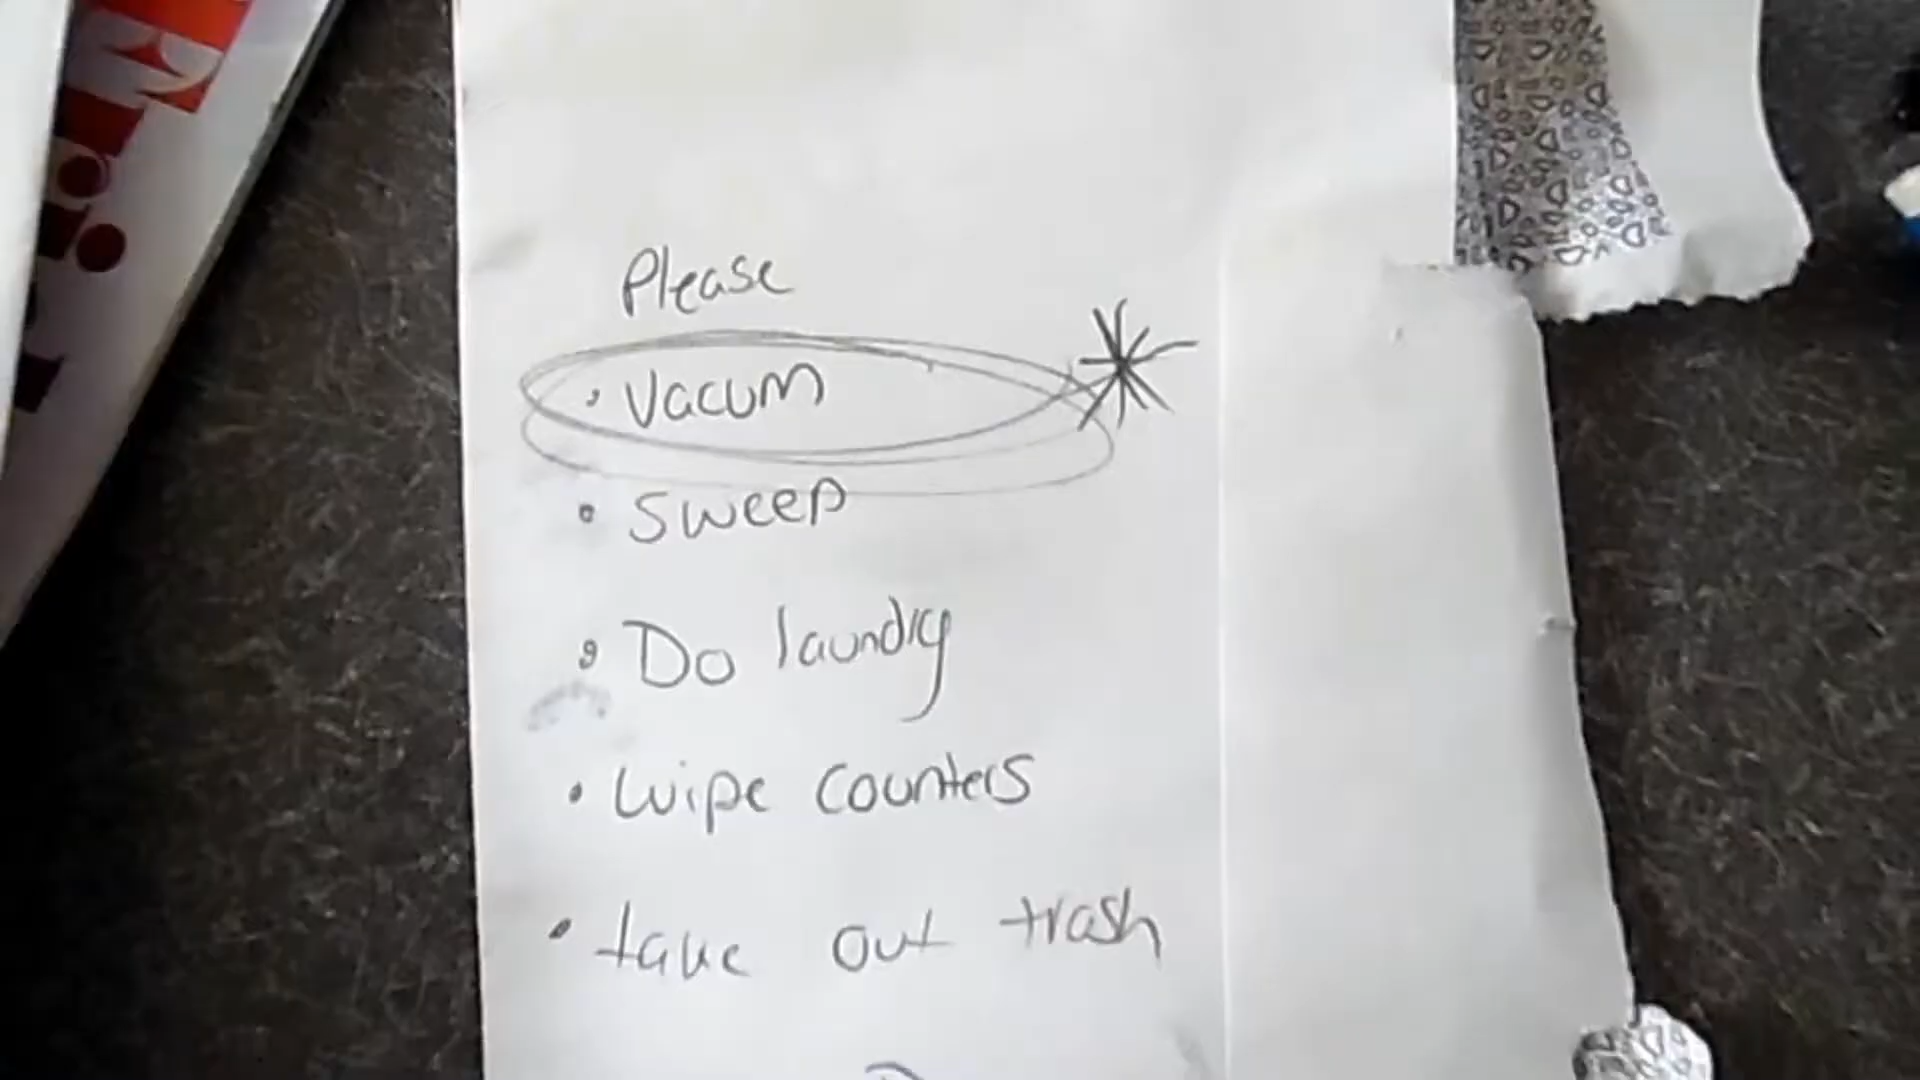 Please
• Vacum
• Sweep
• Do laundry
• Wipe counters
• take out trash